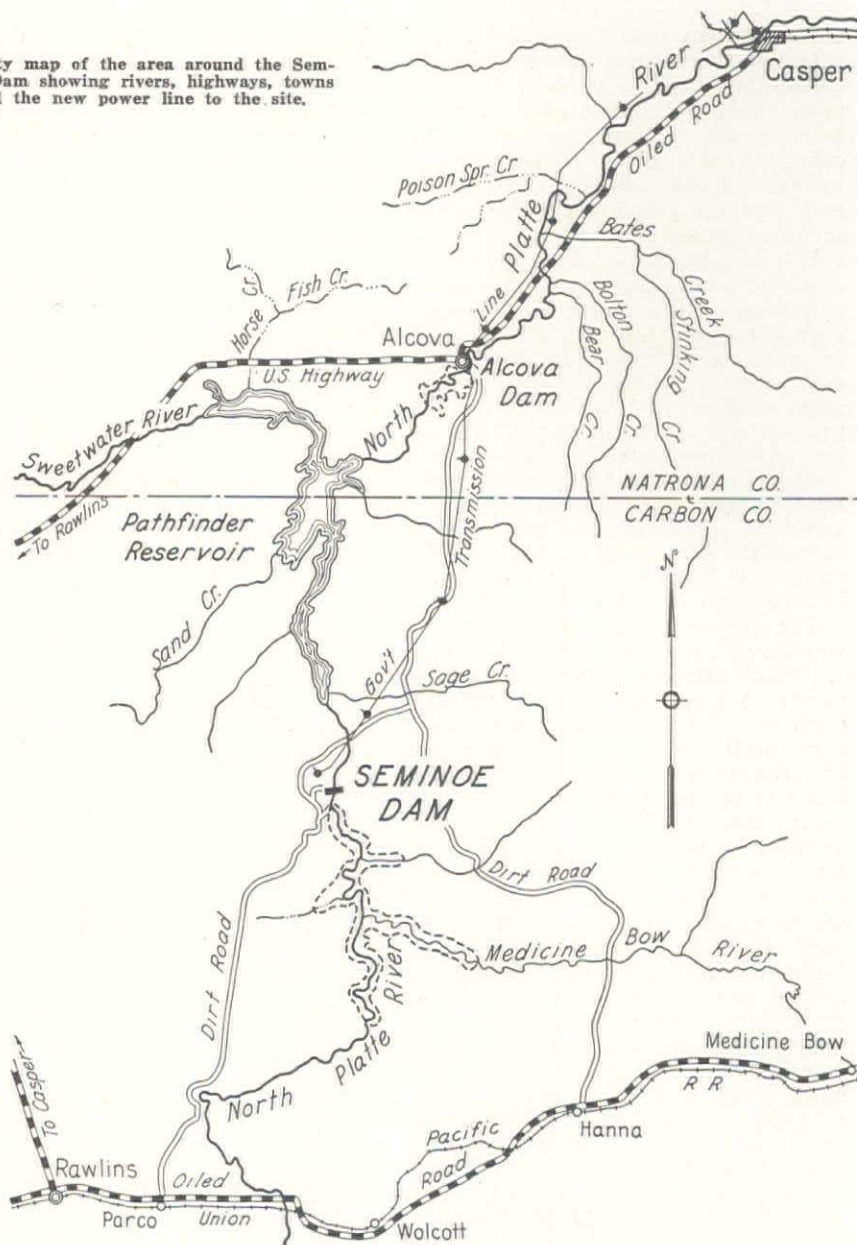 ty map of the area around the Sem-
Dam showing rivers, highways, towns
l the new power line to the site.
River
Casper
Oiled Road
Poison Spr. Cr
Platte
Bates
Creek
Line
Bolton
Cr.
Stinking
Cr
Bear
Cr.
Horse
Cr.
Fish Cr.
Alcova
U.S. Highway
Alcova
Dam
North
Sweetwater River
To Rawlins
Transmission
NATRONA CO.
CARBON CO.
Pathfinder
Reservoir
N
Sand Cr.
Gov't
Sage Cr.
SEMINOE
DAM
Dirt Road
Dirt Road
Medicine Bow River
River
Platte
North
Medicine Bow
R R
To Casper
Hanna
Pacific
Road
Rawlins
Oiled
Parco
Union
Wolcott